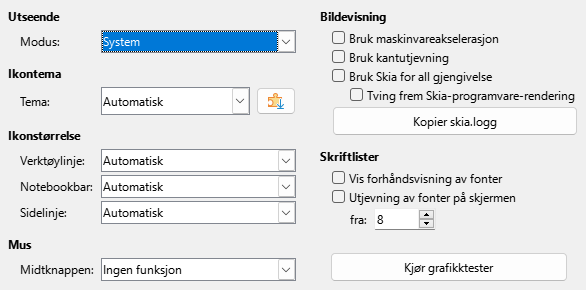 Utseende
Modus: System
Ikontema
Tema: Automatisk
Ikonstørrelse
Verktøylinje: Automatisk
Notebookbar: Automatisk
Sidelinje: Automatisk
Mus
Midtknappen: Ingen funksjon
Bildevisning
Bruk maskinvareakselerasjon
Bruk kantutjevning
Bruk Skia for all gjengivelse
Tving frem Skia-programvare-rendering
Kopier skia.logg
Skriftlister
Vis forhåndsvisning av fonter
Utjevning av fonter på skjermen
fra: 8
Kjør grafikktester